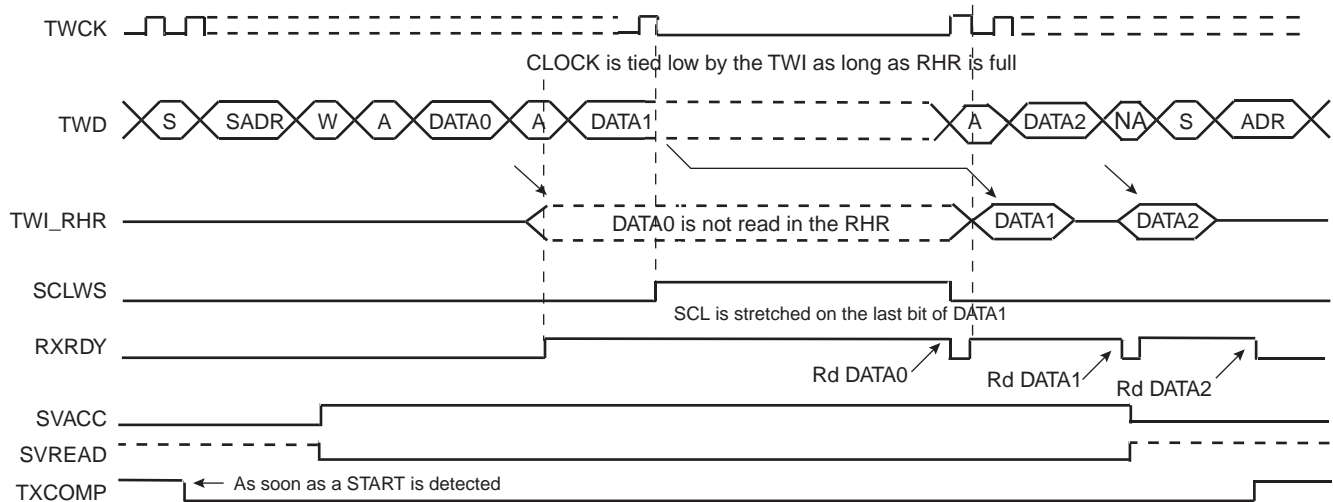 TWCK
CLOCK is tied low by the TWI as long as RHR is full
TWD
S
SADR
W
A
DATA0
A
DATA1
A
DATA2
NA
S
ADR
TWI_RHR
DATA0 is not read in the RHR
DATA1
DATA2
SCLWS
SCL is stretched on the last bit of DATA1
RXRDY
Rd DATA0
Rd DATA1
Rd DATA2
SVACC
SVREAD
TXCOMP
As soon as a START is detected